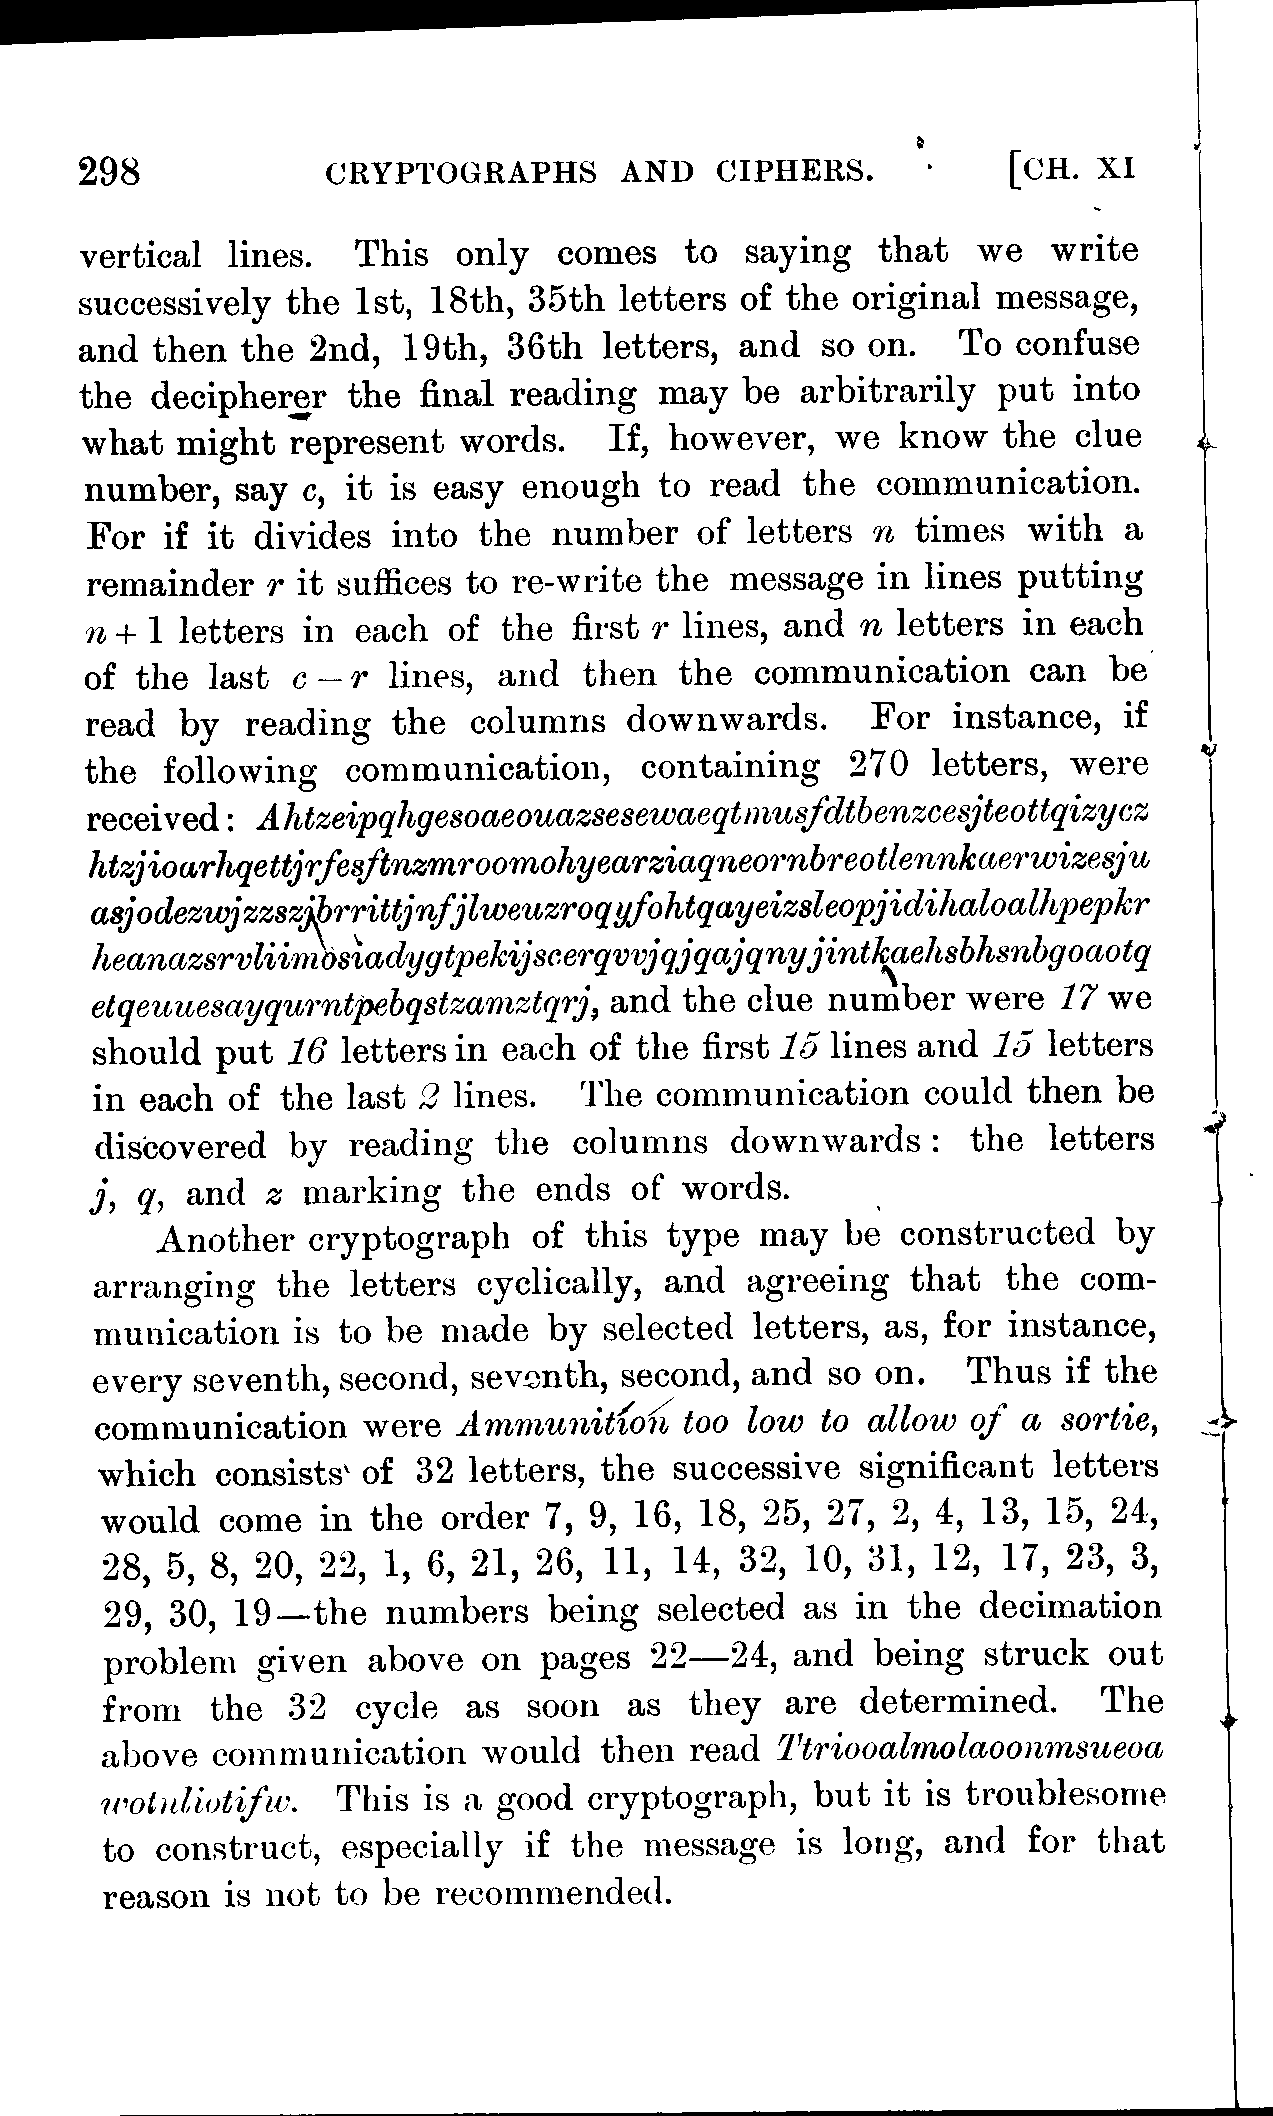 298 CRYPTOGRAPHS AND CIPHERS. [CH. XI
vertical lines. This only comes to saying that we write
successively the 1st, 18th, 35th letters of the original message,
and then the 2nd, 19th, 36th letters, and so on. To confuse
the decipherer the final reading may be arbitrarily put into
what might represent words. If, however, we know the clue
number, say c, it is easy enough to read the communication.
For if it divides into the number of letters n times with a
remainder r it suffices to re-write the message in lines putting
n + 1 letters in each of the first r lines, and n letters in each
of the last c – r lines, and then the communication can be
read by reading the columns downwards. For instance, if
the following communication, containing 270 letters, were
received: Ahtzeipqhgesoaeouazsesewaeqtmusfdtbenzcesjteottqizycz
htzjioarhqettjrfesftnzmroomohyearziaqneornbreotlennkaerwizesju
asjodezwjzzszjbrrittjnfjlweuzroqyfohtqayeizsleopjidihaloalhpepkr
heanazsrvliimosiadygtpekijscerqvvjqjqajqnyjintkaehsbhsnbgoaotq
etqeuuesayqurntpebqstzamztqrj, and the clue number were 17 we
should put 16 letters in each of the first 15 lines and 15 letters
in each of the last 2 lines. The communication could then be
discovered by reading the columns downwards: the letters
j, q, and z marking the ends of words.
Another cryptograph of this type may be constructed by
arranging the letters cyclically, and agreeing that the com-
munication is to be made by selected letters, as, for instance,
every seventh, second, seventh, second, and so on. Thus if the
communication were Ammunition too low to allow of a sortie,
which consists of 32 letters, the successive significant letters
would come in the order 7, 9, 16, 18, 25, 27, 2, 4, 13, 15, 24,
28, 5, 8, 20, 22, 1, 6, 21, 26, 11, 14, 32, 10, 31, 12, 17, 23, 3,
29, 30, 19—the numbers being selected as in the decimation
problem given above on pages 22—24, and being struck out
from the 32 cycle as soon as they are determined. The
above communication would then read Ttriooalmolaoonmsueoa
wotnliotifw. This is a good cryptograph, but it is troublesome
to construct, especially if the message is long, and for that
reason is not to be recommended.